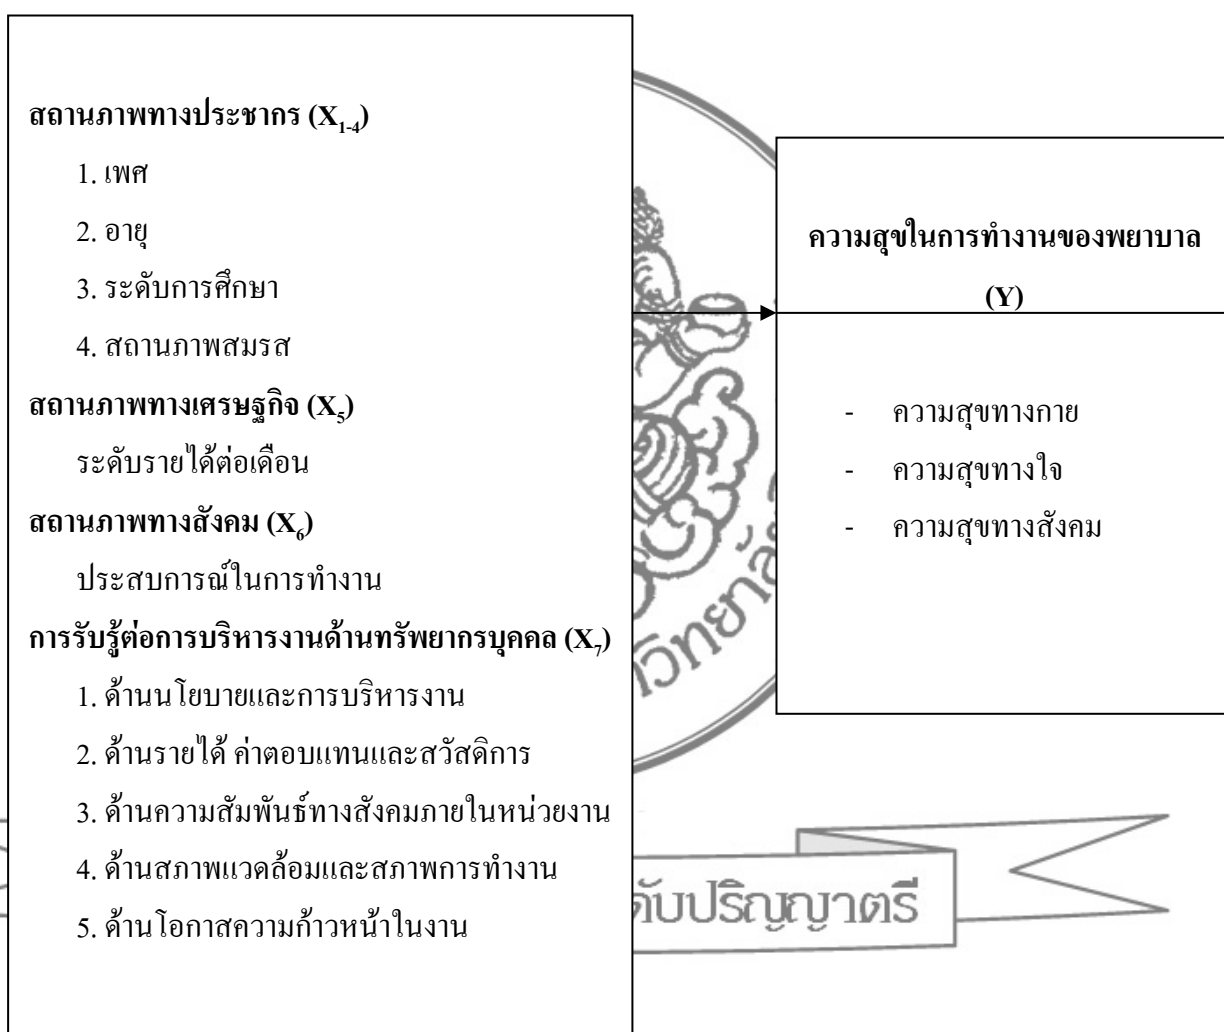 สถานภาพทางประชากร (X1-4)
1. เพศ
2. อายุ
3. ระดับการศึกษา
4. สถานภาพสมรส
สถานภาพทางเศรษฐกิจ (X5)
ระดับรายได้ต่อเดือน
สถานภาพทางสังคม (X6)
ประสบการณ์ในการทำงาน
การรับรู้ต่อการบริหารงานด้านทรัพยากรบุคคล (X7)
1. ด้านนโยบายและการบริหารงาน
2. ด้านรายได้ ค่าตอบแทนและสวัสดิการ
3. ด้านความสัมพันธ์ทางสังคมภายในหน่วยงาน
4. ด้านสภาพแวดล้อมและสภาพการทำงาน
5. ด้านโอกาสความก้าวหน้าในงาน
ความสุขในการทำงานของพยาบาล
(Y)
- ความสุขทางกาย
- ความสุขทางใจ
- ความสุขทางสังคม
ปริญญาตรี